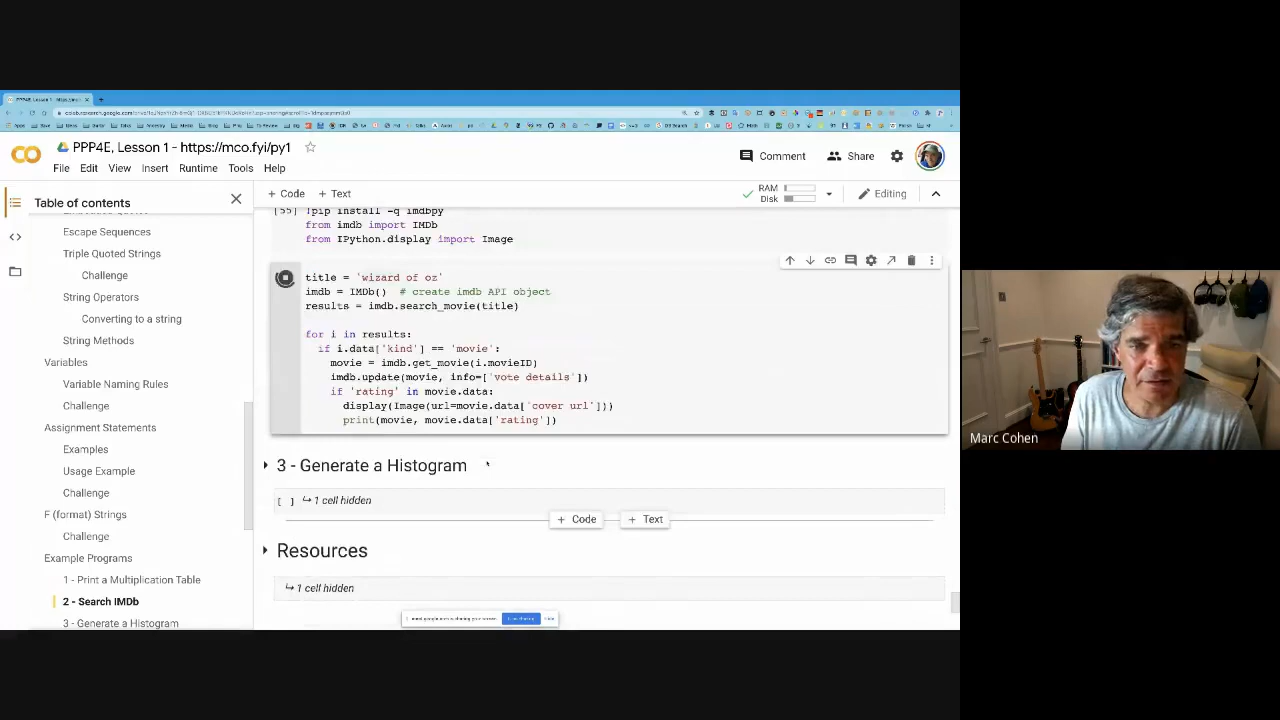 PPP4E, Lesson 1 - https://mco.fyi/py1
Comment
Share
File Edit View Insert Runtime Tools Help
Table of contents
+ Code + Text
RAM
Disk
Editing
Escape Sequences
Triple Quoted Strings
Challenge
String Operators
Converting to a string
String Methods
Variables
Variable Naming Rules
Challenge
Assignment Statements
Examples
Usage Example
Challenge
F (format) Strings
Challenge
Example Programs
1 - Print a Multiplication Table
2 - Search IMDb
3 - Generate a Histogram
[55] !pip install -q imdbpy
from imdb import IMDb
from IPython.display import Image
title = 'wizard of oz'
imdb = IMDb() # create imdb API object
results = imdb.search_movie(title)
for i in results:
if i.data['kind'] == 'movie':
movie = imdb.get_movie(i.movieID)
imdb.update(movie, info=['vote details'])
if 'rating' in movie.data:
display(Image(url=movie.data['cover url']))
print(movie, movie.data['rating'])
3 - Generate a Histogram
[ ] ↪ 1 cell hidden
+ Code + Text
Resources
↪ 1 cell hidden
Marc Cohen